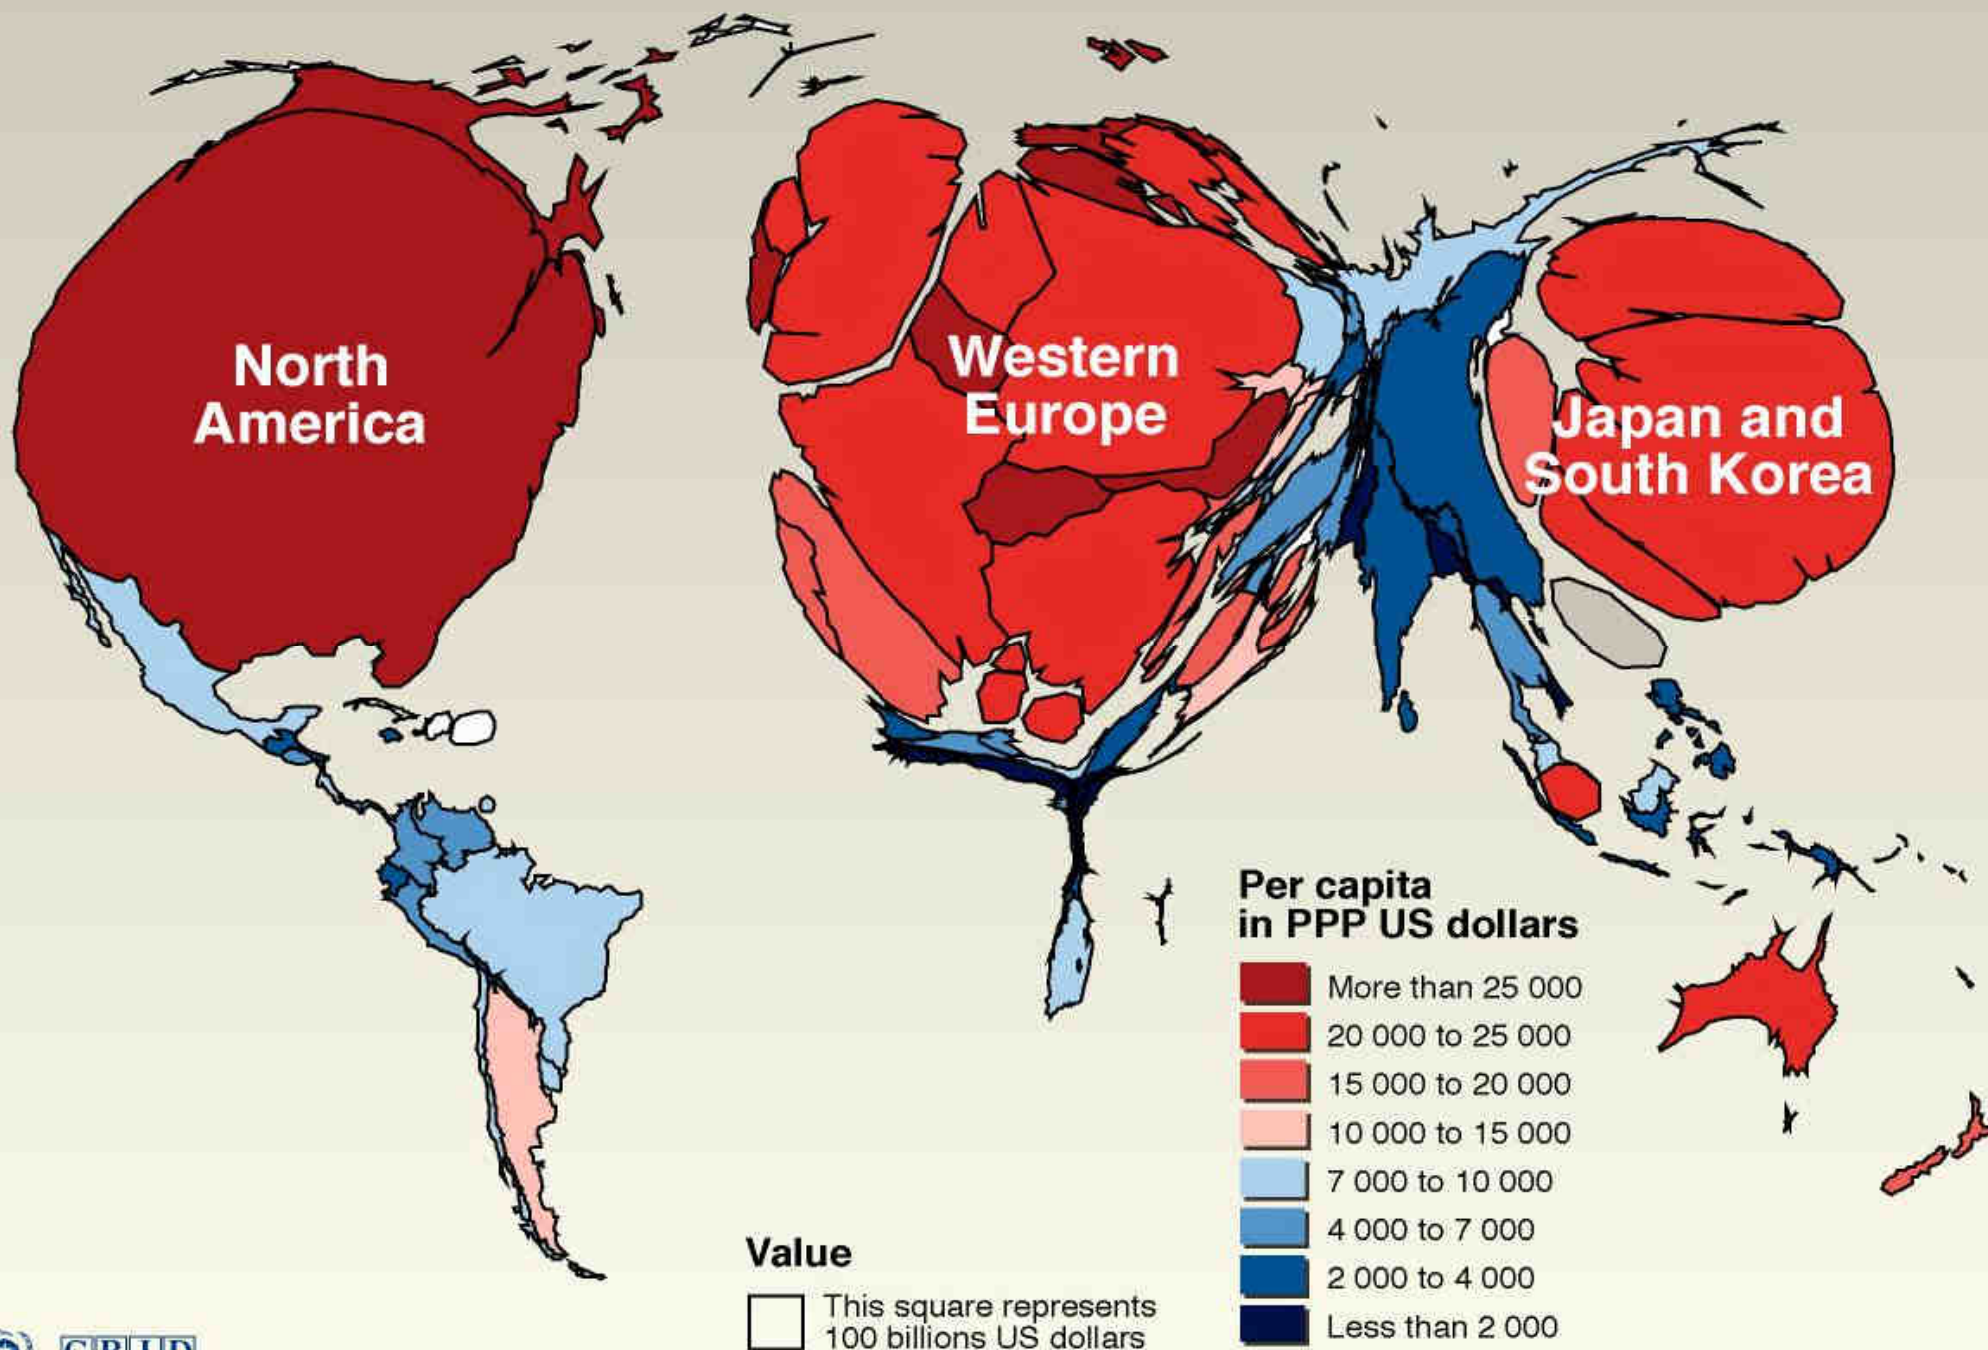 North
America
Western
Europe
Japan and
South Korea
Per capita
in PPP US dollars
More than 25 000
20 000 to 25 000
15 000 to 20 000
10 000 to 15 000
7 000 to 10 000
4 000 to 7 000
2 000 to 4 000
Less than 2 000
Value
This square represents
100 billions US dollars
GRID